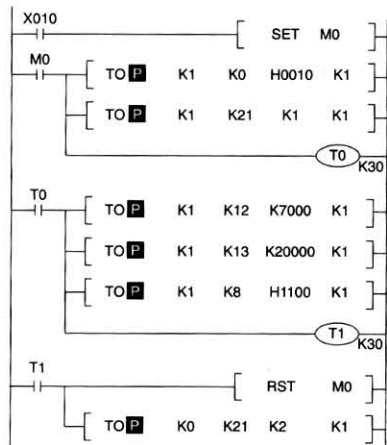 X010
SET M0
M0
TO P K1 K0 H0010 K1
TO P K1 K21 K1 K1
T0
K30
T0
TO P K1 K12 K7000 K1
TO P K1 K13 K20000 K1
TO P K1 K8 H1100 K1
T1
K30
T1
RST M0
TO P K0 K21 K2 K1